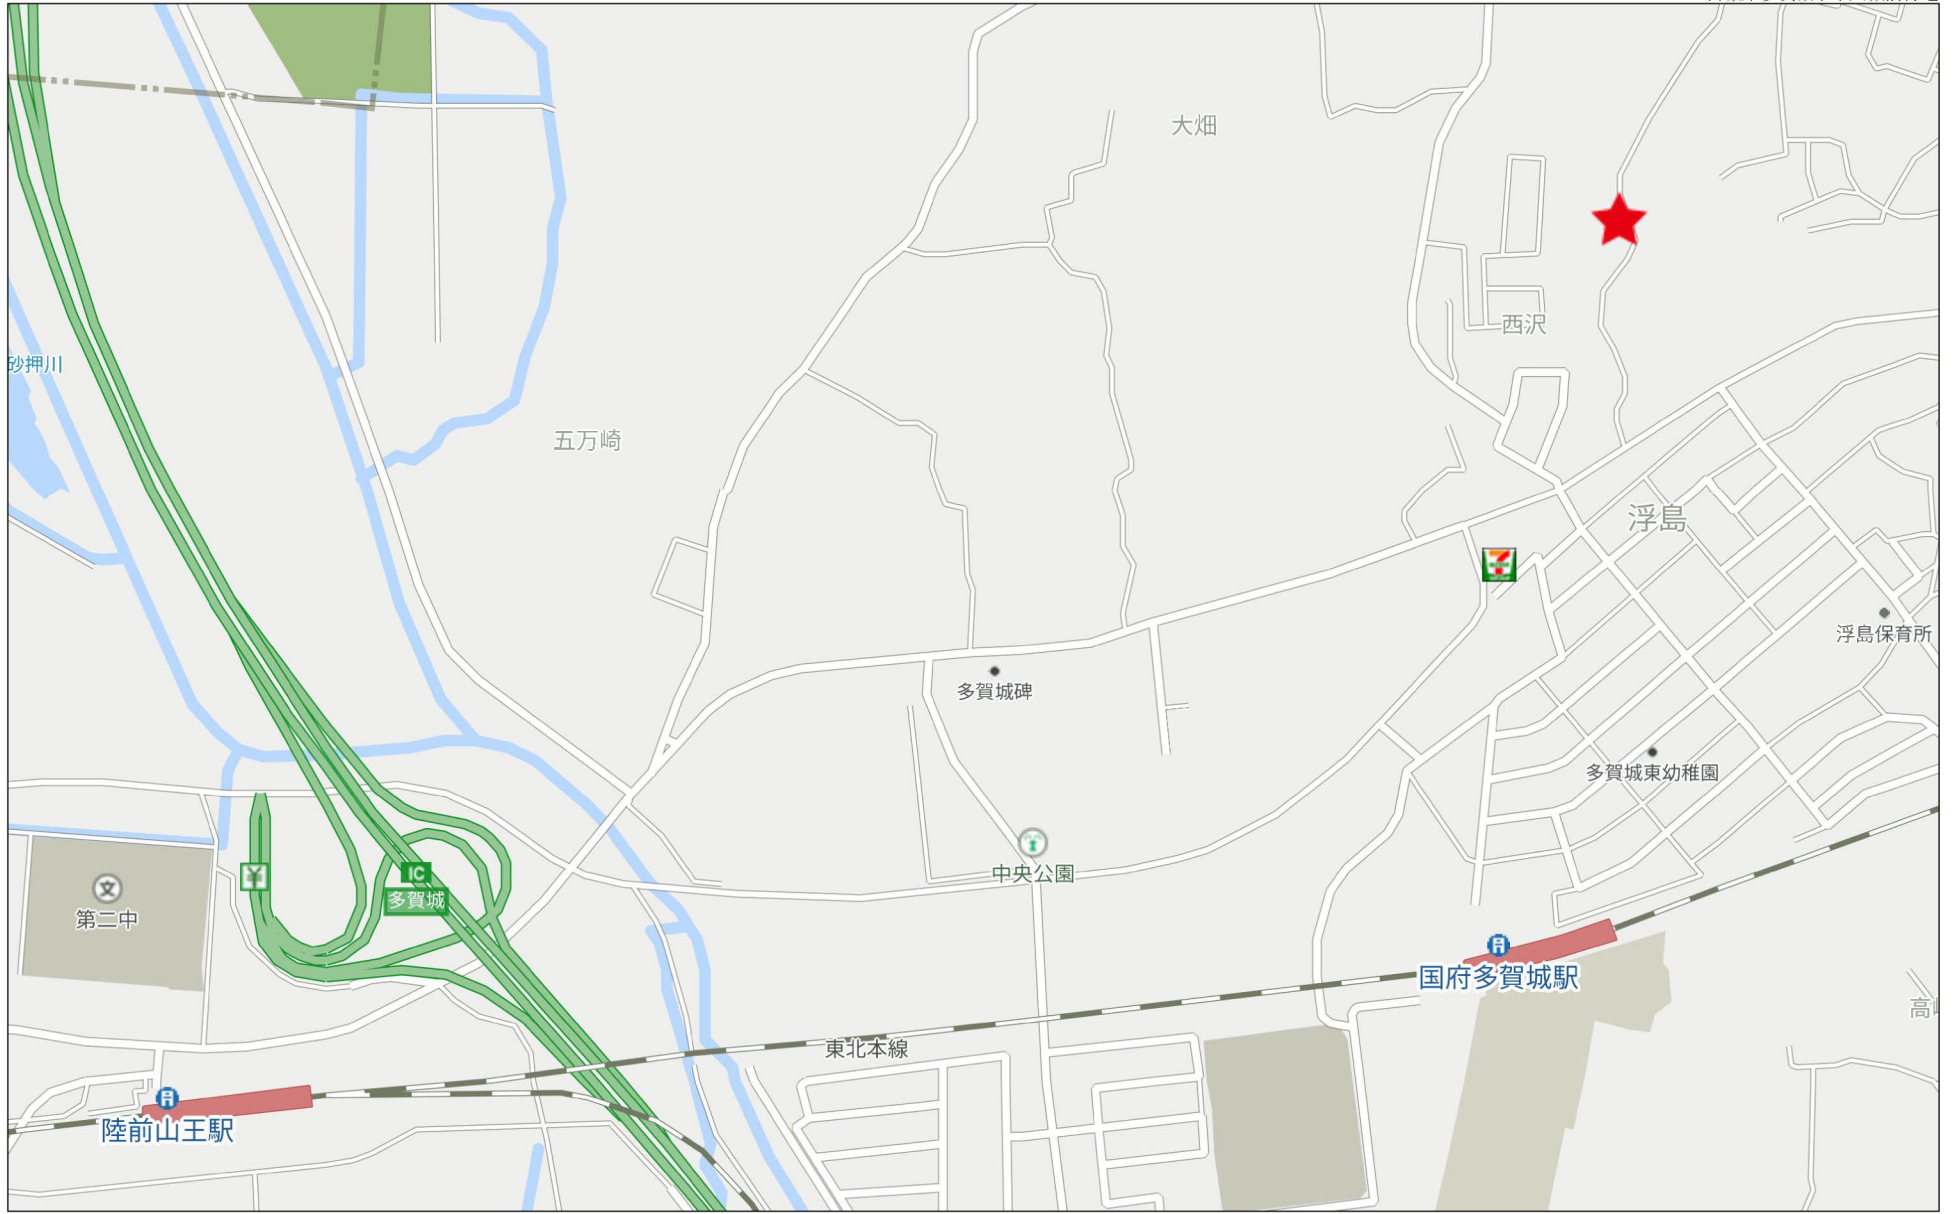 大畑
西沢
砂押川
五万崎
浮島
浮島保育所
多賀城碑
多賀城東幼稚園
中央公園
IC
多賀城
文
第二中
国府多賀城駅
東北本線
陸前山王駅